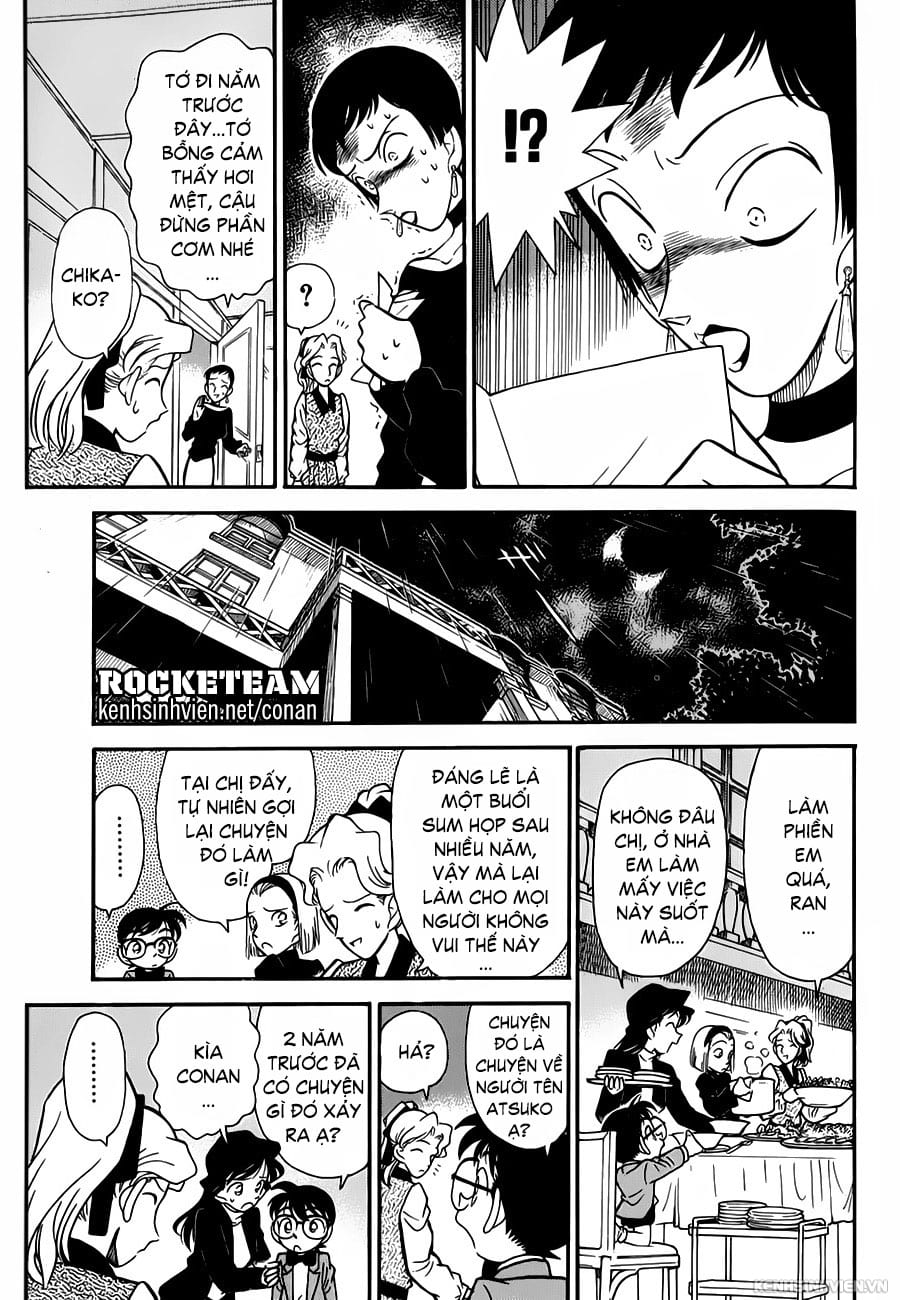 !?
?
TỚ ĐI NẰM
TRƯỚC
ĐÂY...TỚ
BỖNG CẢM
THẤY HƠI
MỆT, CẬU
ĐỪNG PHẦN
CƠM NHÉ
...
CHIKA-
KO?
ROCKETEAM
kenhsinhvien.net/conan
LÀM
PHIỀN
EM
QUÁ,
RAN ...
KHÔNG ĐÂU
CHỊ, Ở NHÀ
EM LÀM
MẤY VIỆC
NÀY SUỐT
MÀ...
ĐÁNG LẼ LÀ
MỘT BUỔI
SUM HỌP SAU
NHIỀU NĂM,
VẬY MÀ LẠI
LÀM CHO MỌI
NGƯỜI KHÔNG
VUI THẾ NÀY
...
TẠI CHỊ ĐẤY,
TỰ NHIÊN GỢI
LẠI CHUYỆN
ĐÓ LÀM
GÌ!
.........
CHUYỆN
ĐÓ LÀ
CHUYỆN VỀ
NGƯỜI TÊN
ATSUKO
Ạ?
HẢ?
2 NĂM
TRƯỚC ĐÃ
CÓ CHUYỆN
GÌ ĐÓ XẢY
RA Ạ?
KÌA
CONAN
...
.........
KENHSINHVIEN.VN